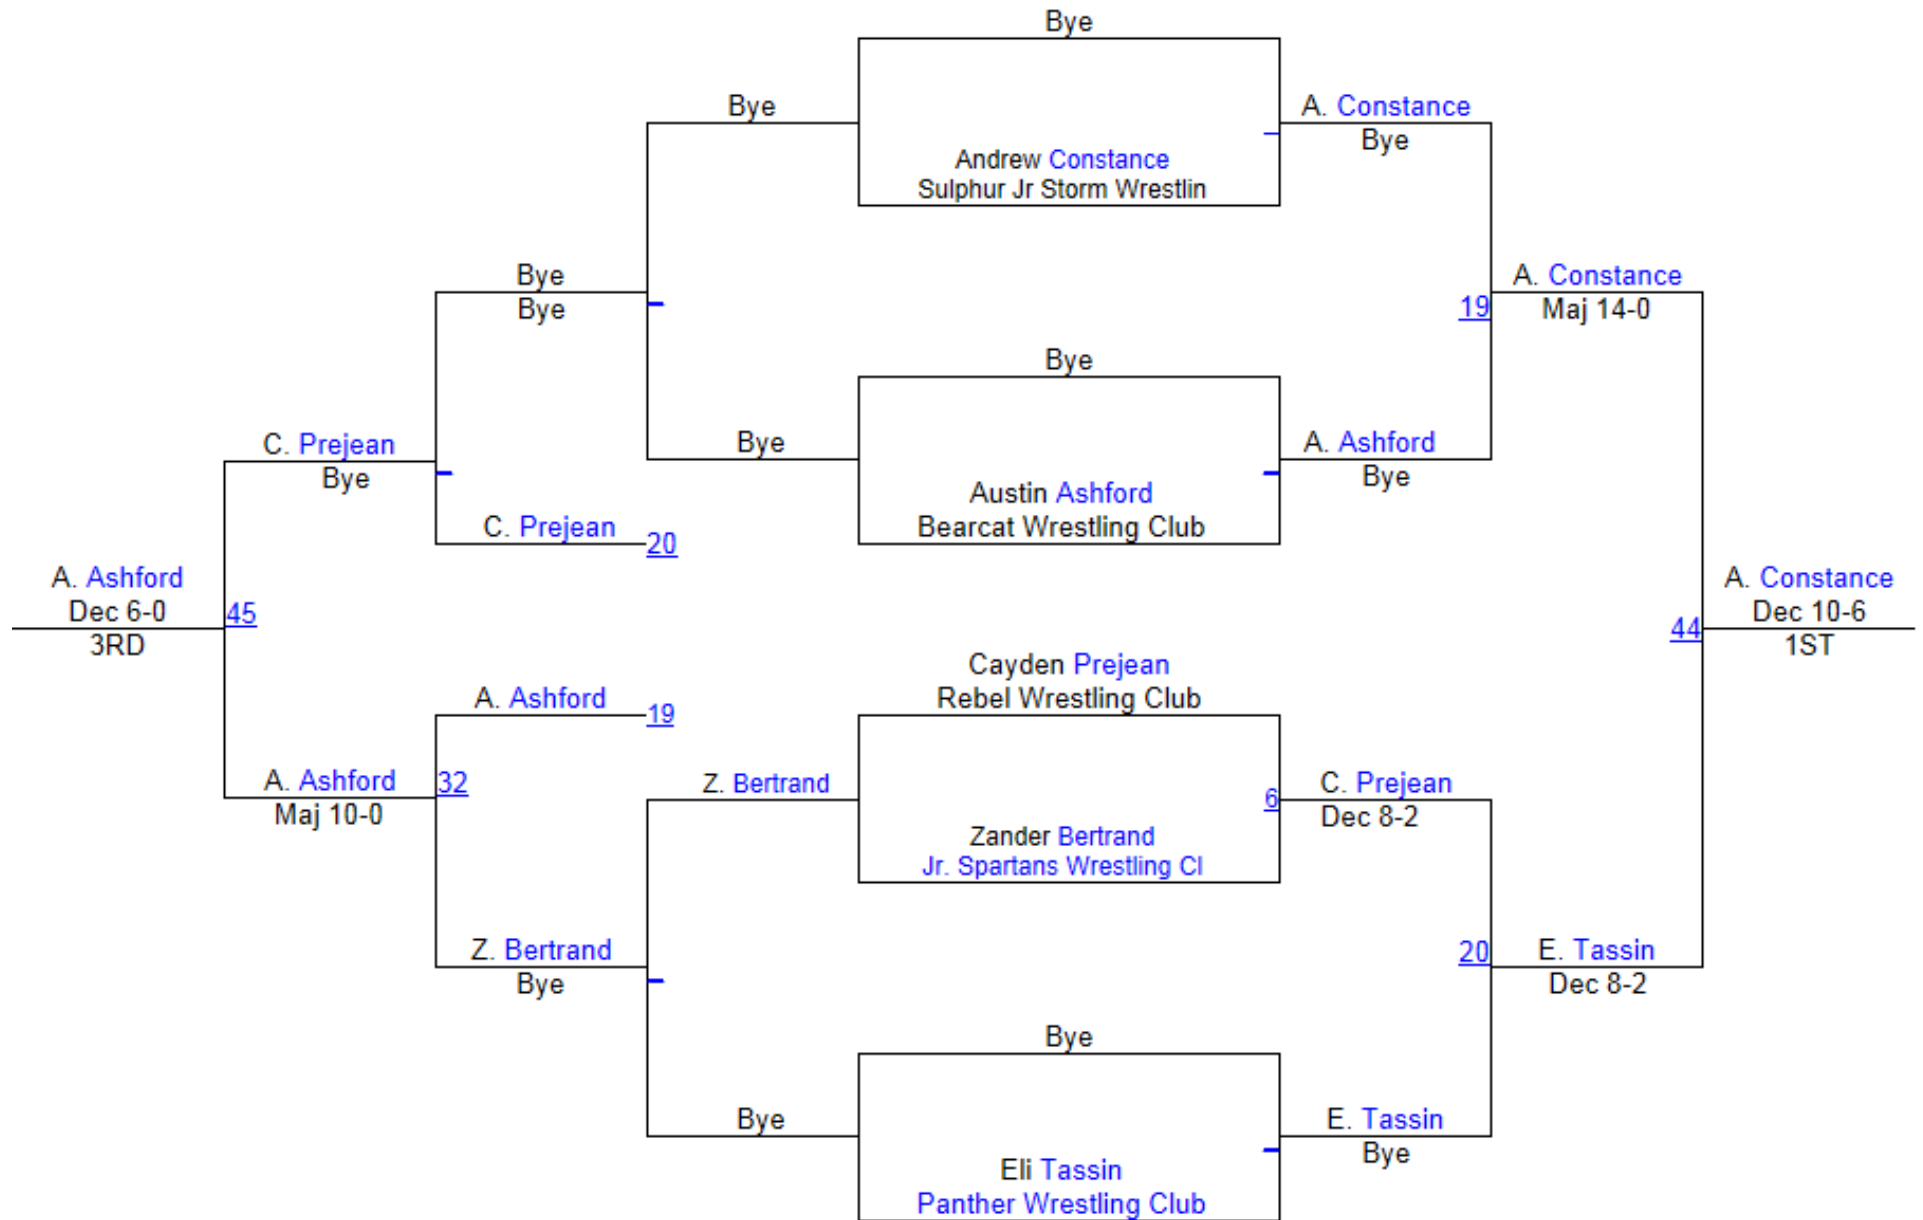 Bye
Bye
A. Constance
Bye
Andrew Constance
Sulphur Jr Storm Wrestlin
Bye
Bye
A. Constance
Maj 14-0
19
Bye
Bye
A. Ashford
Bye
Austin Ashford
Bearcat Wrestling Club
C. Prejean
Bye
C. Prejean
20
A. Ashford
Dec 6-0
3RD
45
A. Constance
Dec 10-6
1ST
44
Cayden Prejean
Rebel Wrestling Club
A. Ashford
19
A. Ashford
Maj 10-0
32
Z. Bertrand
6
C. Prejean
Dec 8-2
Zander Bertrand
Jr. Spartans Wrestling Cl
Z. Bertrand
Bye
20
E. Tassin
Dec 8-2
Bye
Bye
E. Tassin
Bye
Eli Tassin
Panther Wrestling Club